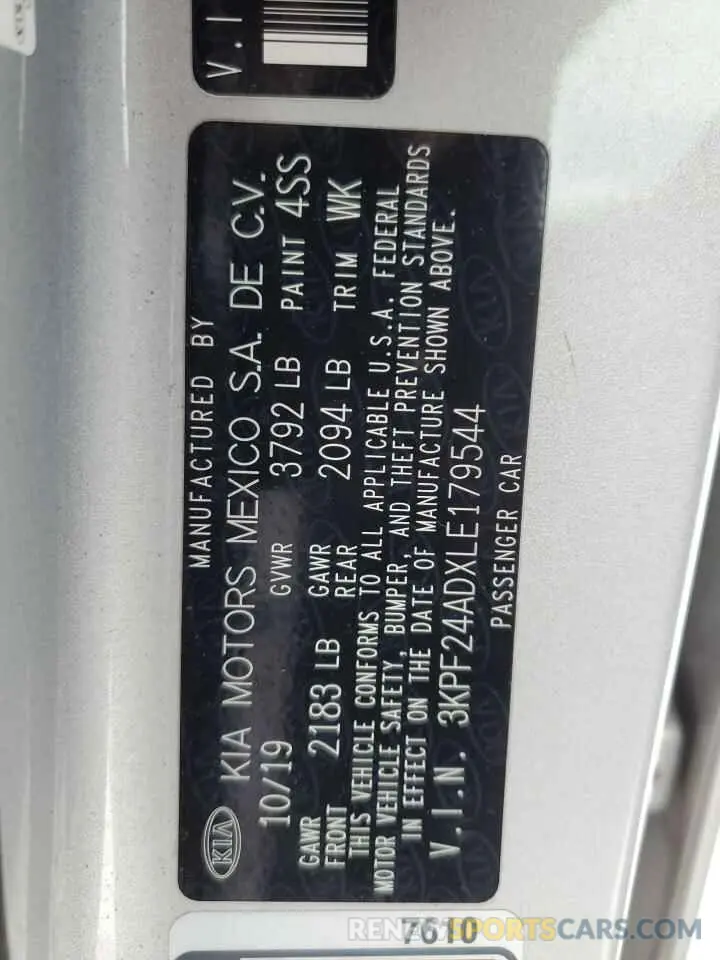 V.I
MANUFACTURED BY
KIA KIA MOTORS MEXICO S.A. DE C.V.
10/19 GVWR 3792 LB PAINT 4SS
GAWR FRONT 2183 LB GAWR REAR 2094 LB TRIM WK
THIS VEHICLE CONFORMS TO ALL APPLICABLE U.S.A. FEDERAL
MOTOR VEHICLE SAFETY, BUMPER, AND THEFT PREVENTION STANDARDS
IN EFFECT ON THE DATE OF MANUFACTURE SHOWN ABOVE.
V.I.N. 3KPF24ADXLE179544
PASSENGER CAR
7610
RENEWSPORTSCARS.COM